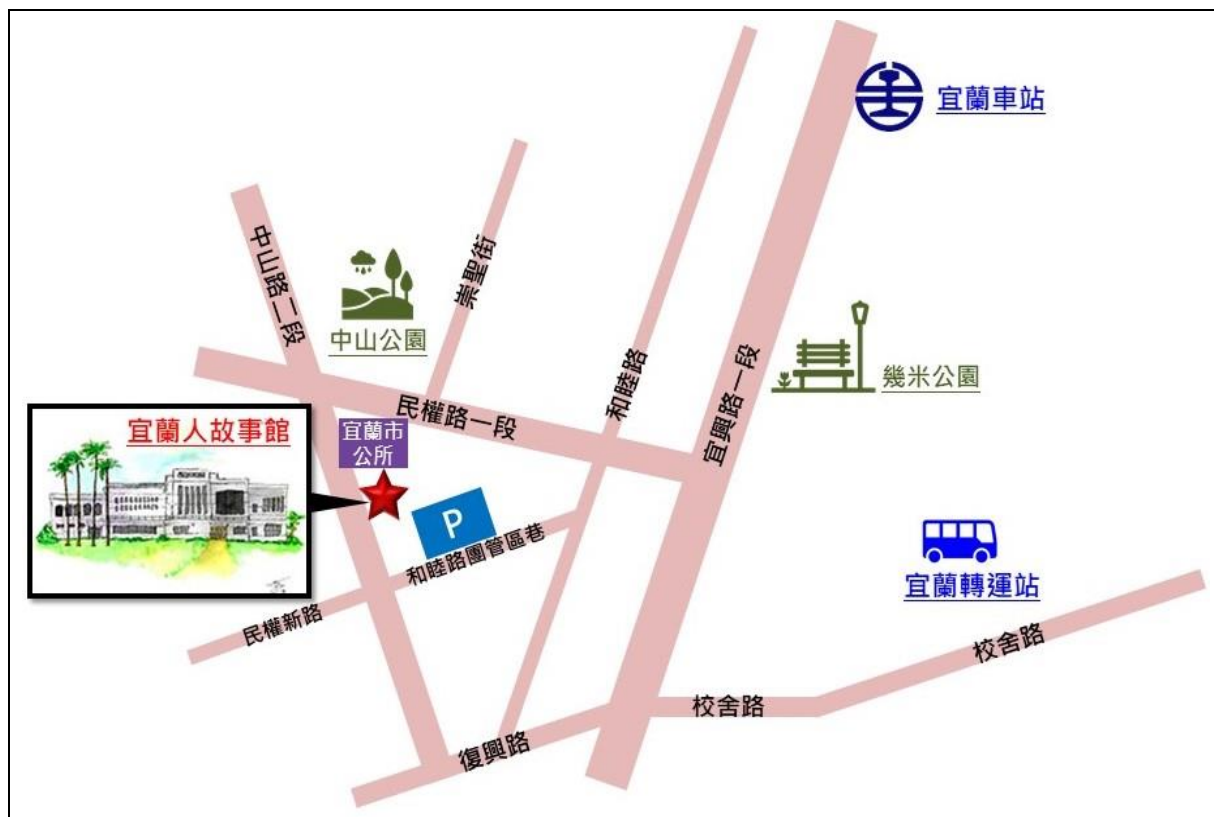 宜蘭車站
中山路二段
崇聖街
中山公園
和睦路
宜興路一段
幾米公園
民權路一段
宜蘭人故事館
宜蘭市
公所
P
和睦路團管區巷
宜蘭轉運站
民權新路
校舍路
校舍路
復興路